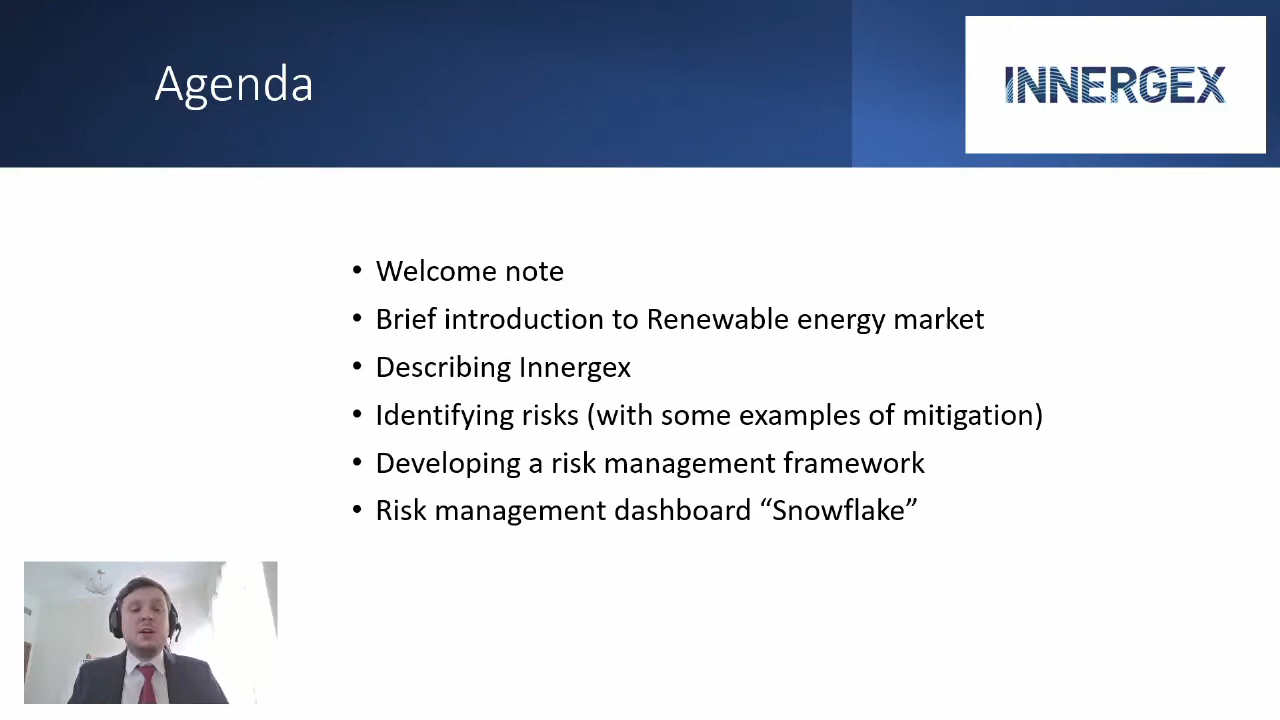 Agenda
INNERGEX
• Welcome note
• Brief introduction to Renewable energy market
• Describing Innergex
• Identifying risks (with some examples of mitigation)
• Developing a risk management framework
• Risk management dashboard “Snowflake”